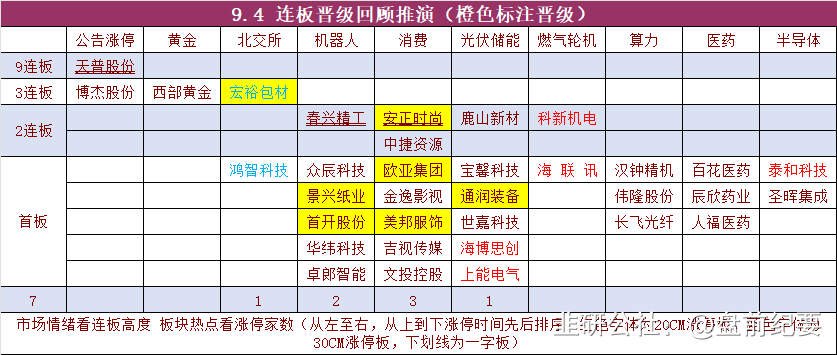 9.4 连板晋级回顾推演（橙色标注晋级）
公告涨停 黄金 北交所 机器人 消费 光伏储能 燃气轮机 算力 医药 半导体
9连板 天普股份
3连板 博杰股份 西部黄金 宏裕包材
2连板 春兴精工 安正时尚 鹿山新材 科新机电
中捷资源
首板 鸿智科技 众辰科技 欧亚集团 宝馨科技 海联讯 汉钟精机 百花医药 泰和科技
景兴纸业 金逸影视 通润装备 伟隆股份 辰欣药业 圣晖集成
首开股份 美邦服饰 世嘉科技 长飞光纤 人福医药
华纬科技 吉视传媒 海博思创
卓郎智能 文投控股 上能电气
7 1 2 3 1
市场情绪看连板高度 板块热点看涨停家数（从左至右，从上到下涨停时间先后排序
30CM涨停板，下划线为一字板）
韭研公社@盘前纪要